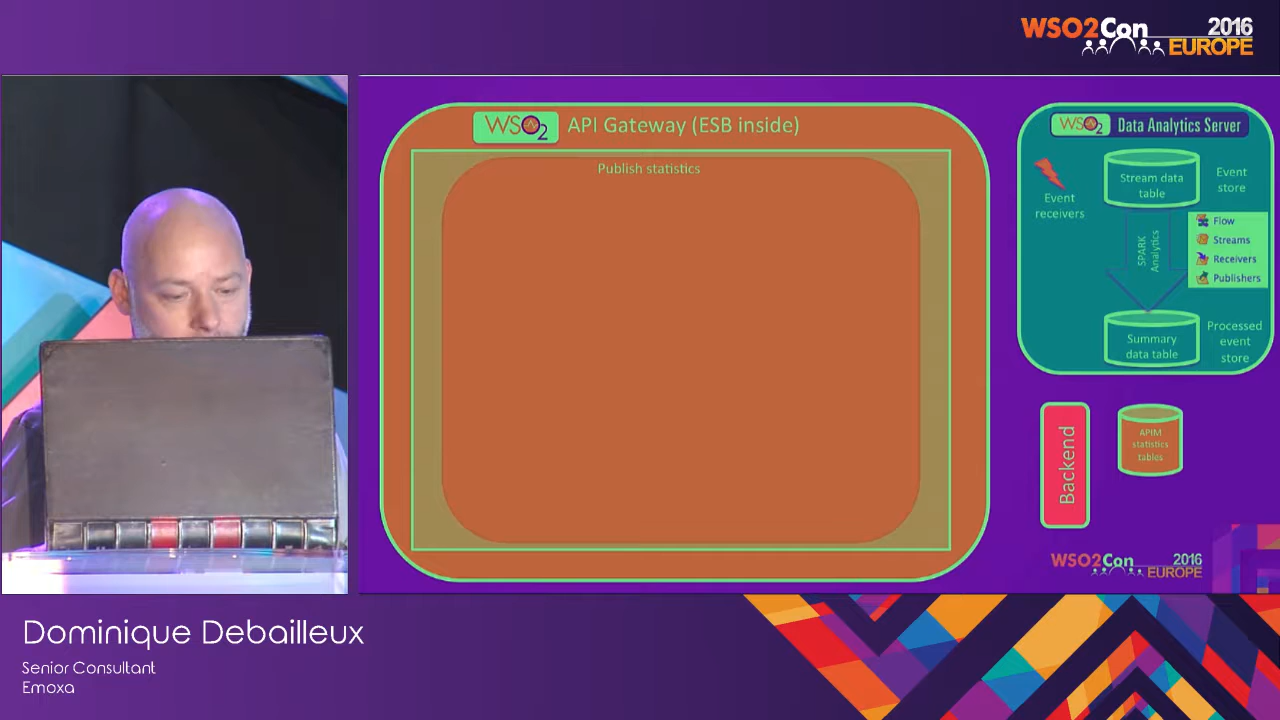 WSO2Con 2016
EUROPE
WSO2 API Gateway (ESB inside)
Publish statistics
WSO2 Data Analytics Server
Stream data
table
Event
store
Event
receivers
SPARK
Analytics
Flow
Streams
Receivers
Publishers
Summary
data table
Processed
event
store
Backend
APIM
statistics
tables
WSO2Con 2016
EUROPE
Dominique Debailleux
Senior Consultant
Emoxa